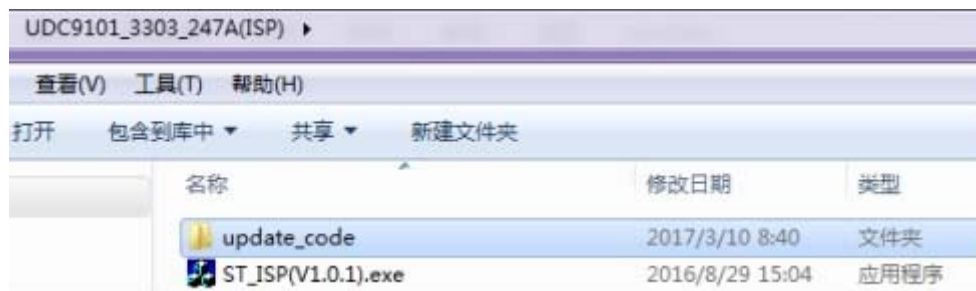 UDC9101_3303_247A(ISP)
查看(V) 工具(T) 帮助(H)
打开 包含到库中 共享 新建文件夹
名称 修改日期 类型
update_code 2017/3/10 8:40 文件夹
ST_ISP(V1.0.1).exe 2016/8/29 15:04 应用程序